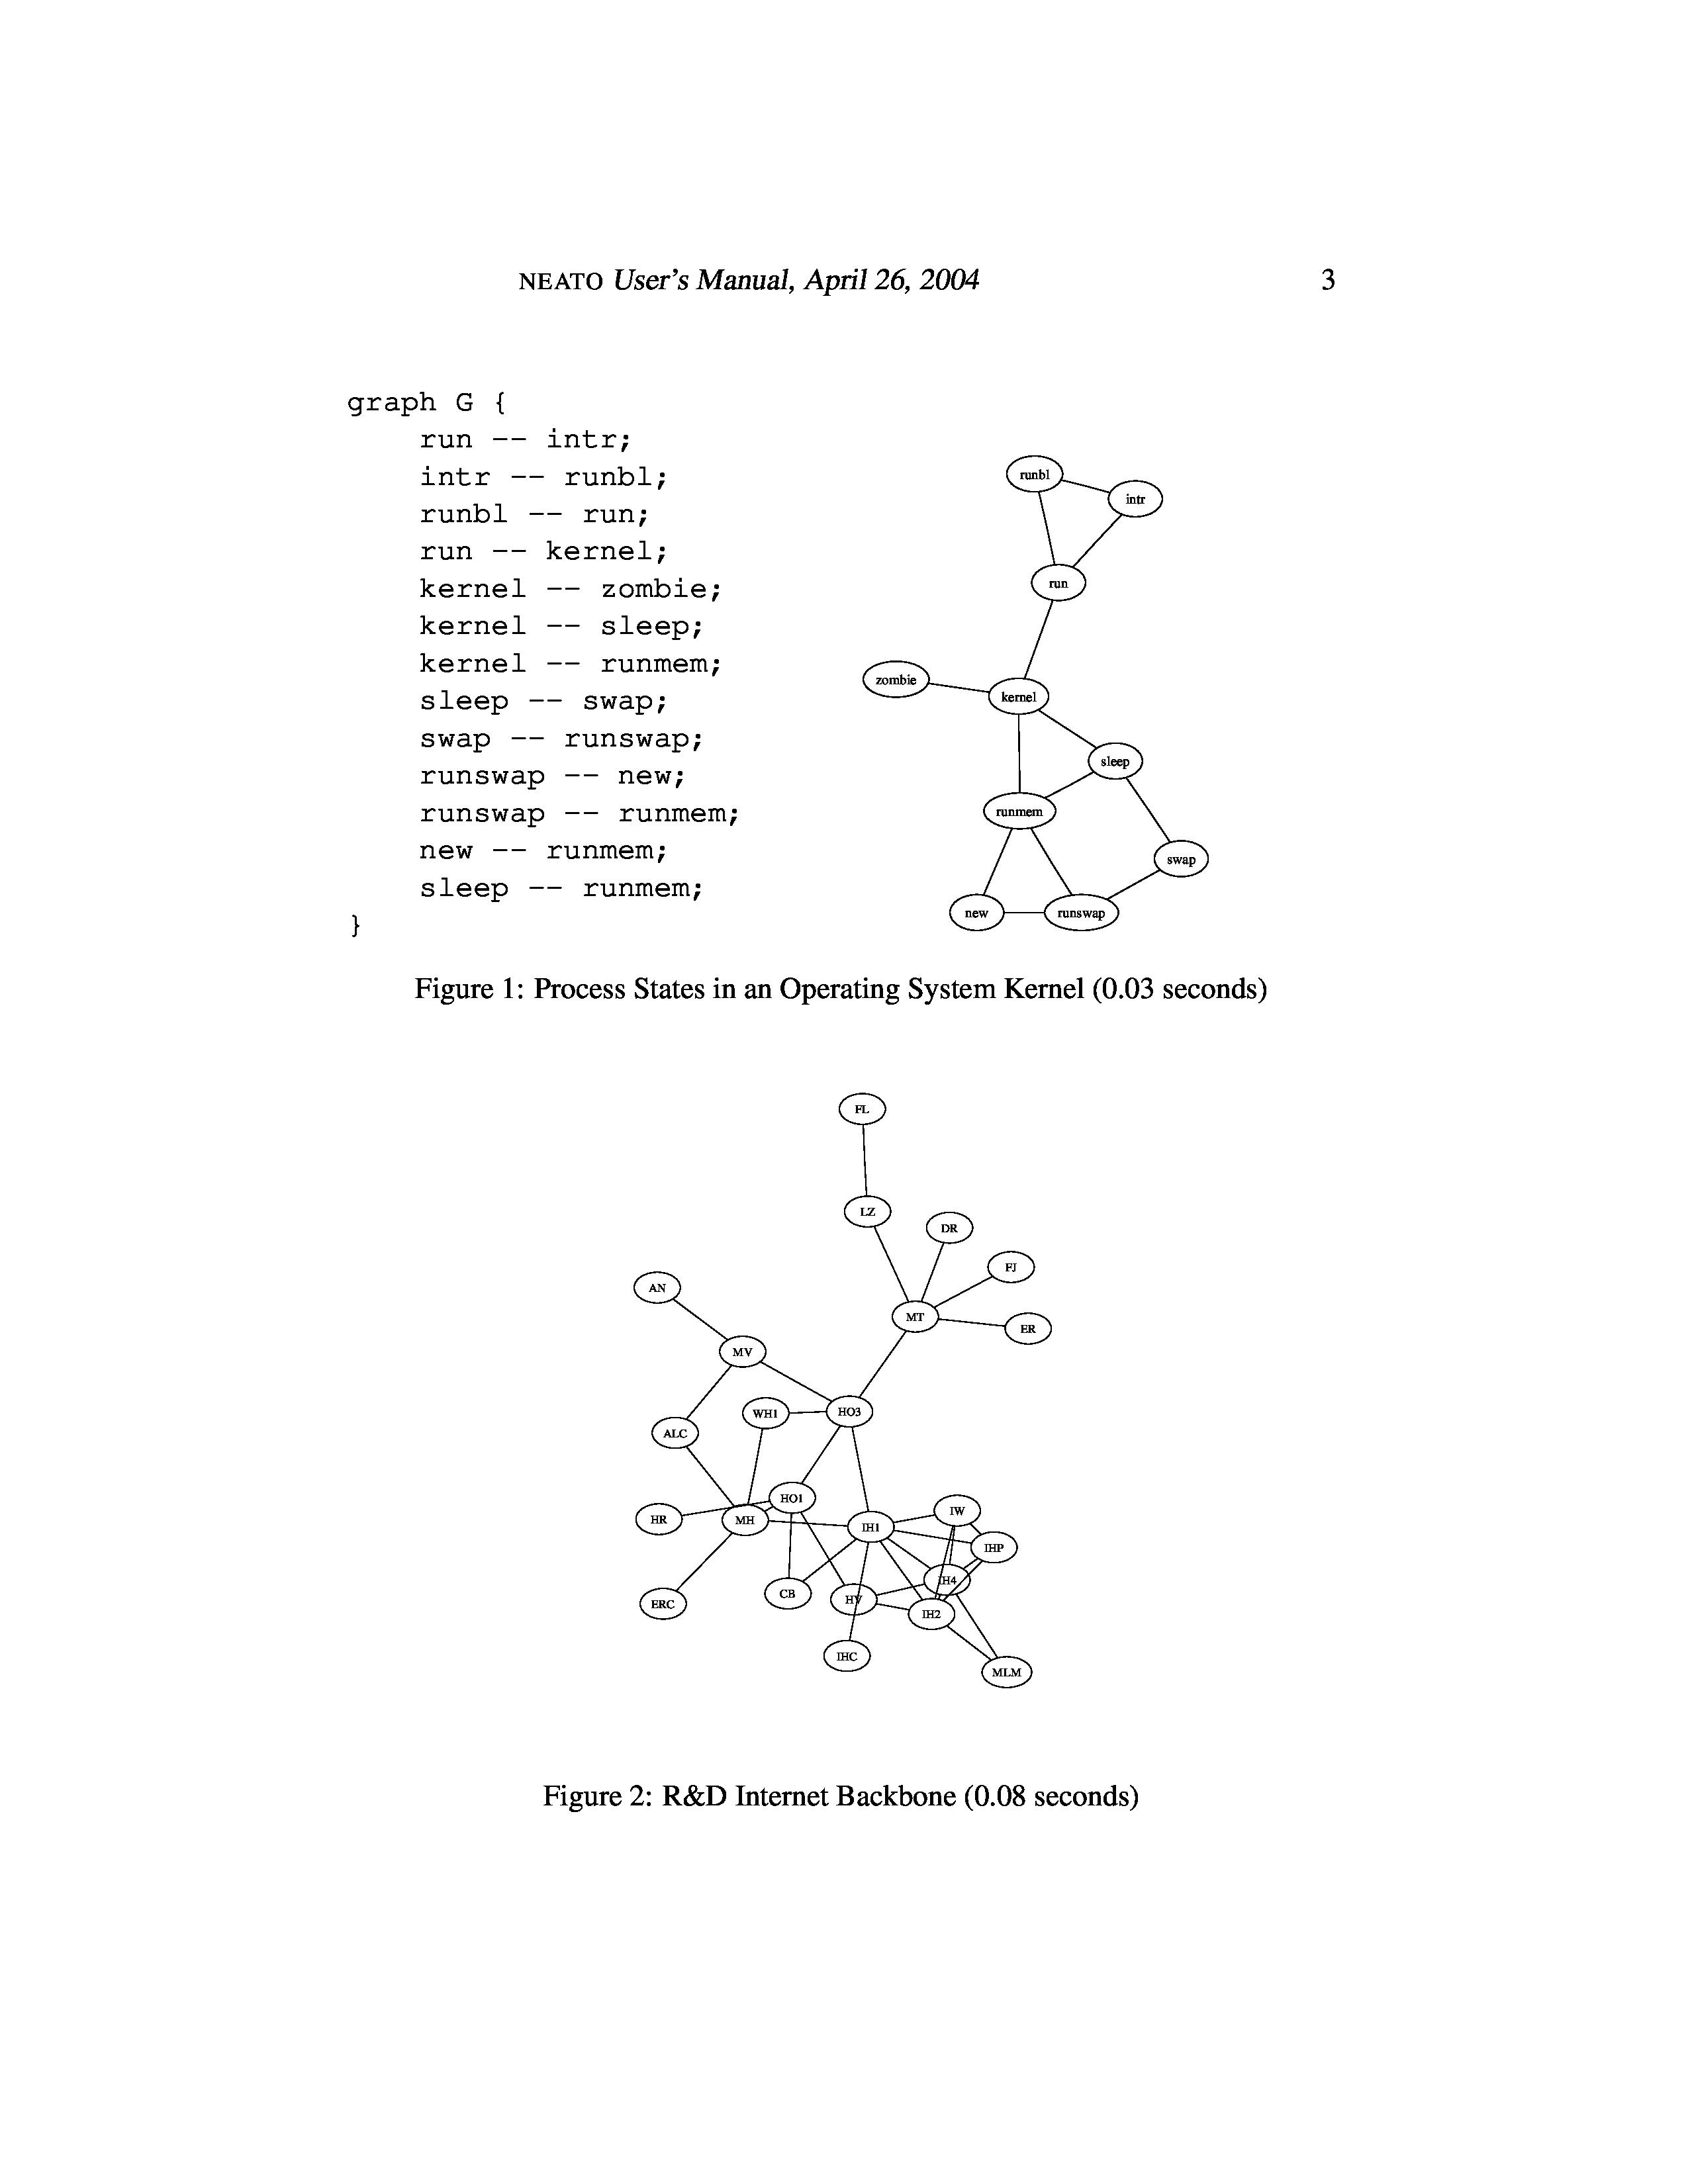 NEATO User's Manual, April 26, 2004 3
graph G {
run -- intr;
intr -- runbl;
runbl -- run;
run -- kernel;
kernel -- zombie;
kernel -- sleep;
kernel -- runmem;
sleep -- swap;
swap -- runswap;
runswap -- new;
runswap -- runmem;
new -- runmem;
sleep -- runmem;
}
runbl
intr
run
zombie
kernel
sleep
runmem
swap
new
runswap
Figure 1: Process States in an Operating System Kernel (0.03 seconds)
FL
LZ
DR
FJ
AN
MT
ER
MV
WH1
HO3
ALC
HO1
IW
HR
MH
IH1
IHP
IH4
CB
HV
ERC
IH2
IHC
MLM
Figure 2: R&D Internet Backbone (0.08 seconds)